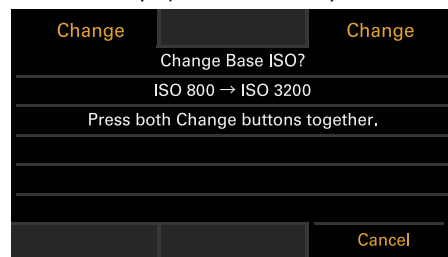 Change Change
Change Base ISO?
ISO 800 → ISO 3200
Press both Change buttons together.
Cancel